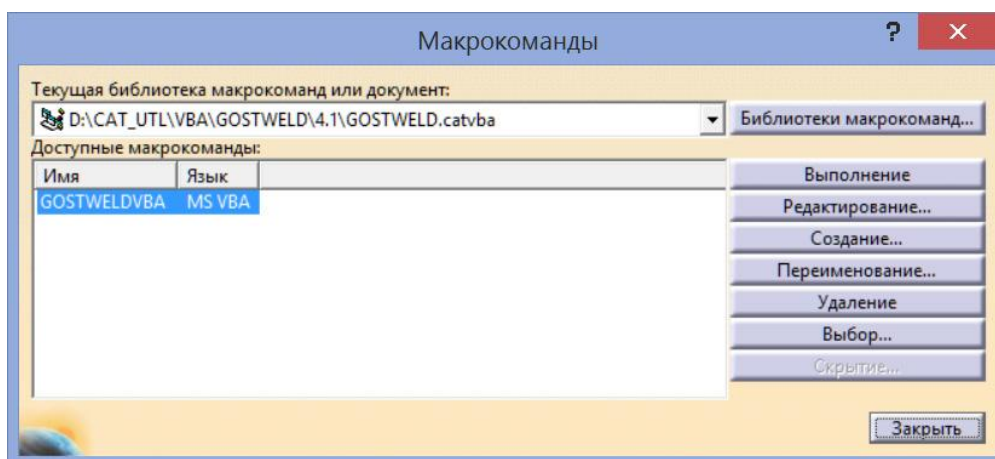 Макрокоманды
? ×
Текущая библиотека макрокоманд или документ:
D:\CAT_UTL\VBA\GOSTWELD\4.1\GOSTWELD.catvba
Библиотеки макрокоманд...
Доступные макрокоманды:
Имя Язык
GOSTWELDVBA MS VBA
Выполнение
Редактирование...
Создание...
Переименование...
Удаление
Выбор...
Скрытие...
Закрыть